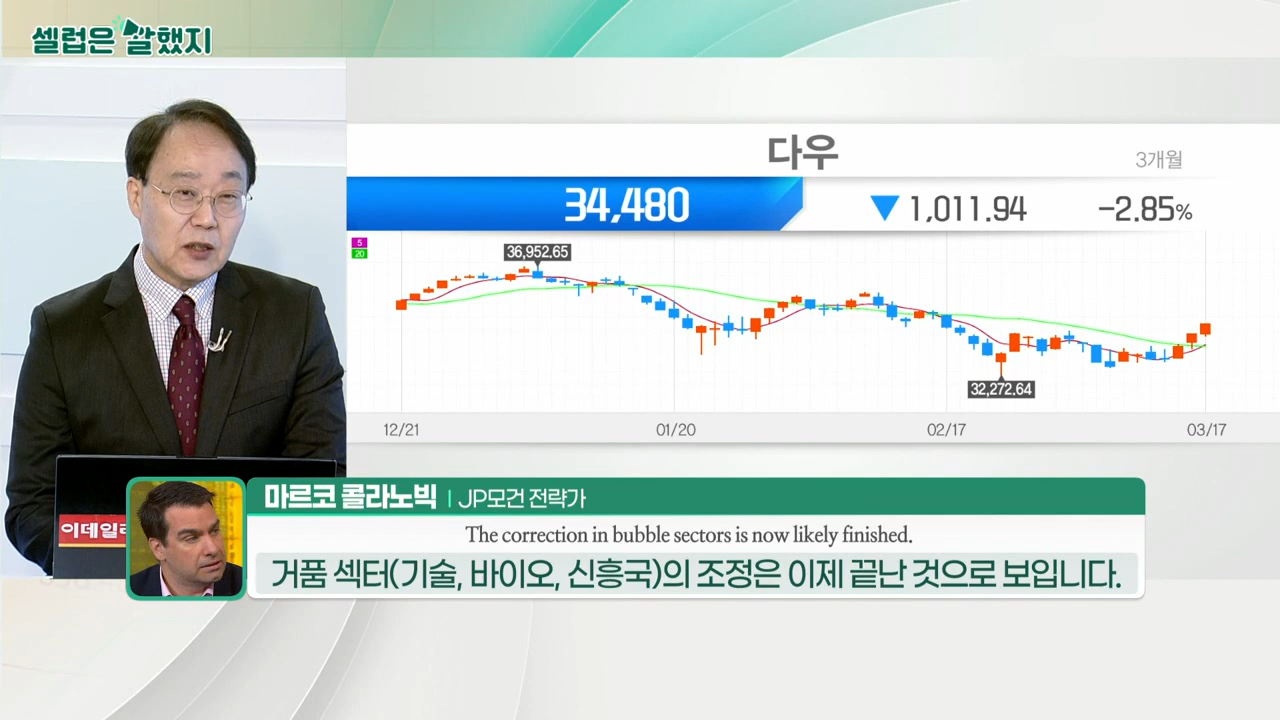 셀럽은 말했지
다우
3개월
34,480
▼ 1,011.94
-2.85%
5
20
36,952.65
32,272.64
12/21
01/20
02/17
03/17
이데일리
마르코 콜라노빅 | JP모건 전략가
The correction in bubble sectors is now likely finished.
거품 섹터(기술, 바이오, 신흥국)의 조정은 이제 끝난 것으로 보입니다.